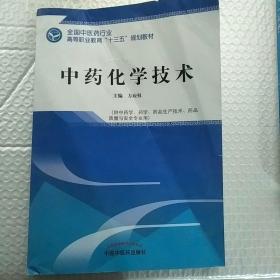 全国中医药行业
高等职业教育“十三五”规划教材
中药化学技术
主编 方应权
（供中药学、药学、药品生产技术、药品
质量与安全专业用）
中国中医药出版社